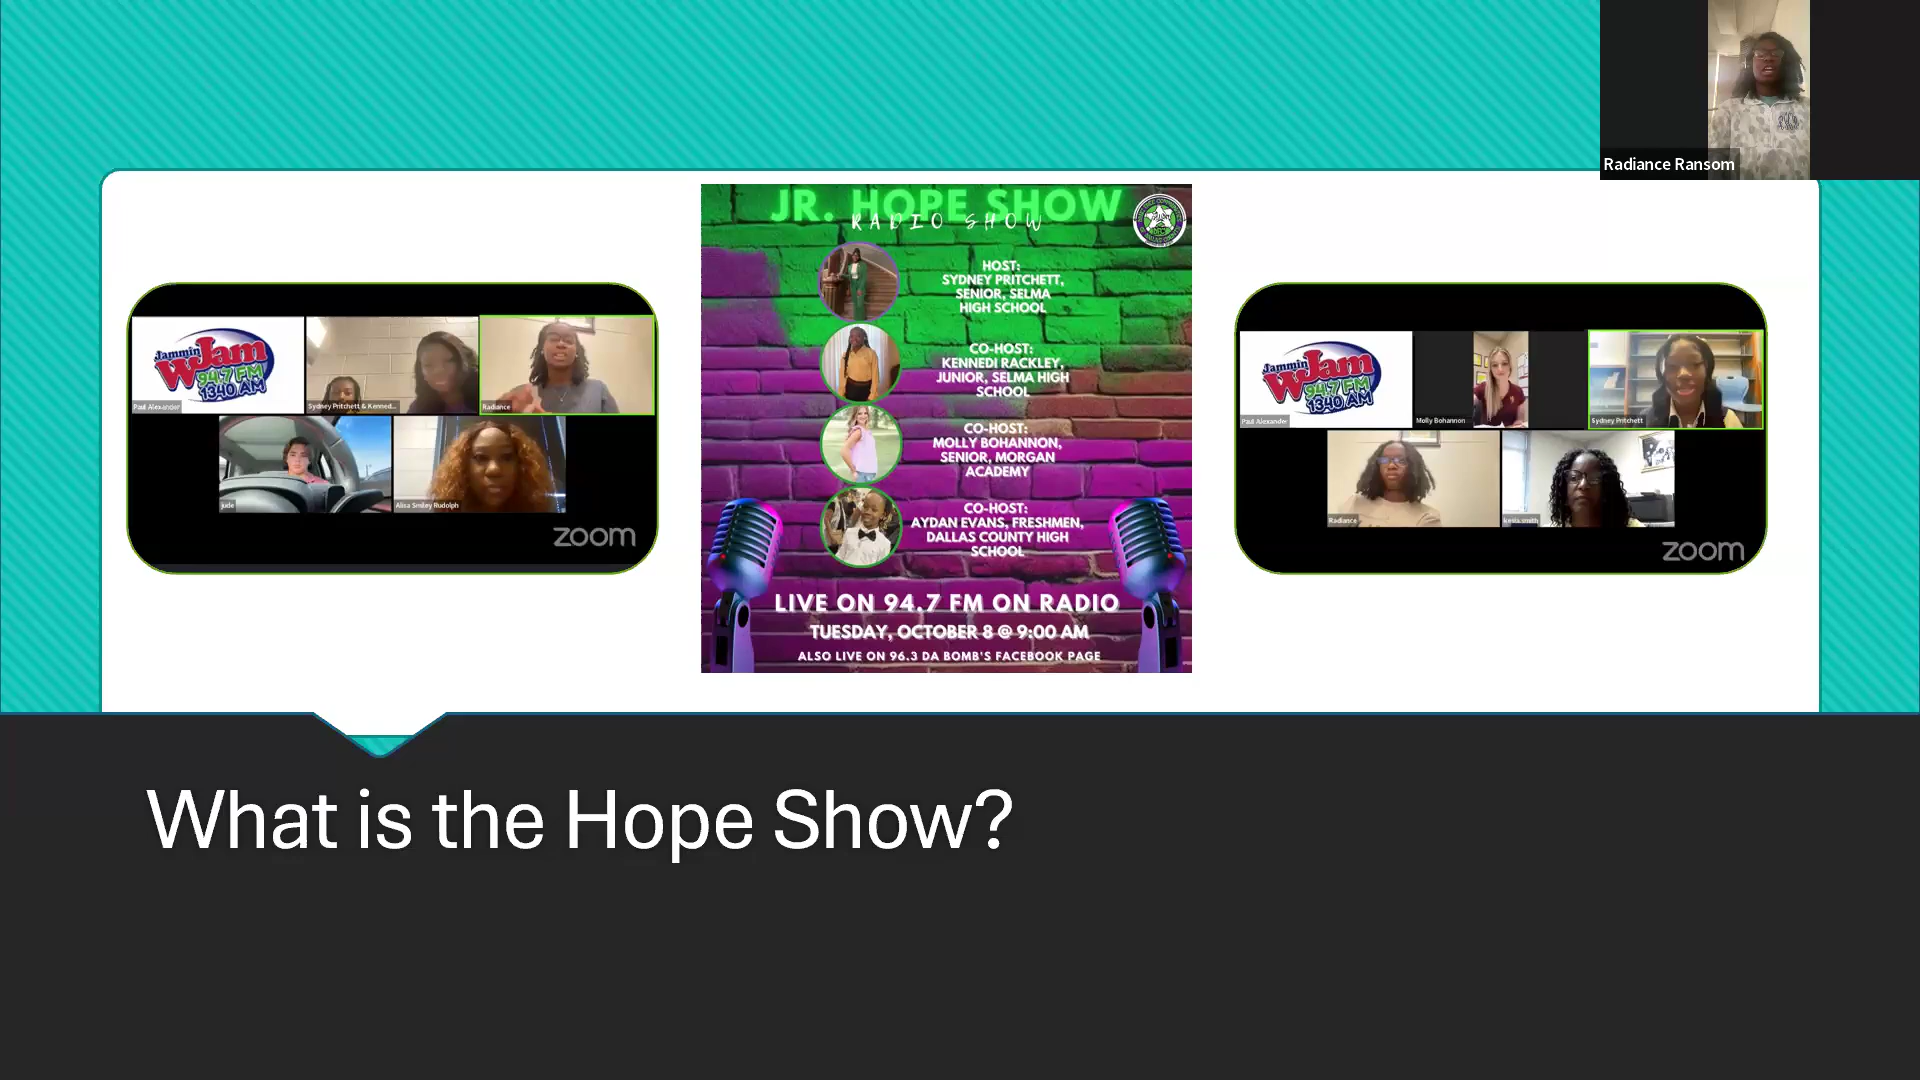 Radiance Ransom
JR. HOPE SHOW
RADIO SHOW
HOST:
SYDNEY PRITCHETT,
SENIOR, SELMA
HIGH SCHOOL
CO-HOST:
KENNEDI RACKLEY,
JUNIOR, SELMA HIGH
SCHOOL
CO-HOST:
MOLLY BOHANNON,
SENIOR, MORGAN
ACADEMY
CO-HOST:
AYDAN EVANS, FRESHMEN,
DALLAS COUNTY HIGH
SCHOOL
LIVE ON 94.7 FM ON RADIO
TUESDAY, OCTOBER 8 @ 9:00 AM
ALSO LIVE ON 96.3 DA BOMB'S FACEBOOK PAGE
Jammin
WJam
94.7 FM
1340 AM
Paul Alexander
Sydney Pritchett & Kenned...
Radiance
jude
Alisa Smiley Rudolph
zoom
Jammin
WJam
94.7 FM
1340 AM
Paul Alexander
Molly Bohannon
Sydney Pritchett
Radiance
kesia.smith
zoom
What is the Hope Show?